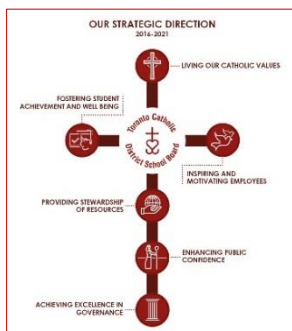 OUR STRATEGIC DIRECTION
2016-2021
LIVING OUR CATHOLIC VALUES
FOSTERING STUDENT
ACHIEVEMENT AND WELL BEING
Toronto Catholic
District School Board
INSPIRING AND
MOTIVATING EMPLOYEES
PROVIDING STEWARDSHIP
OF RESOURCES
ENHANCING PUBLIC
CONFIDENCE
ACHIEVING EXCELLENCE IN
GOVERNANCE